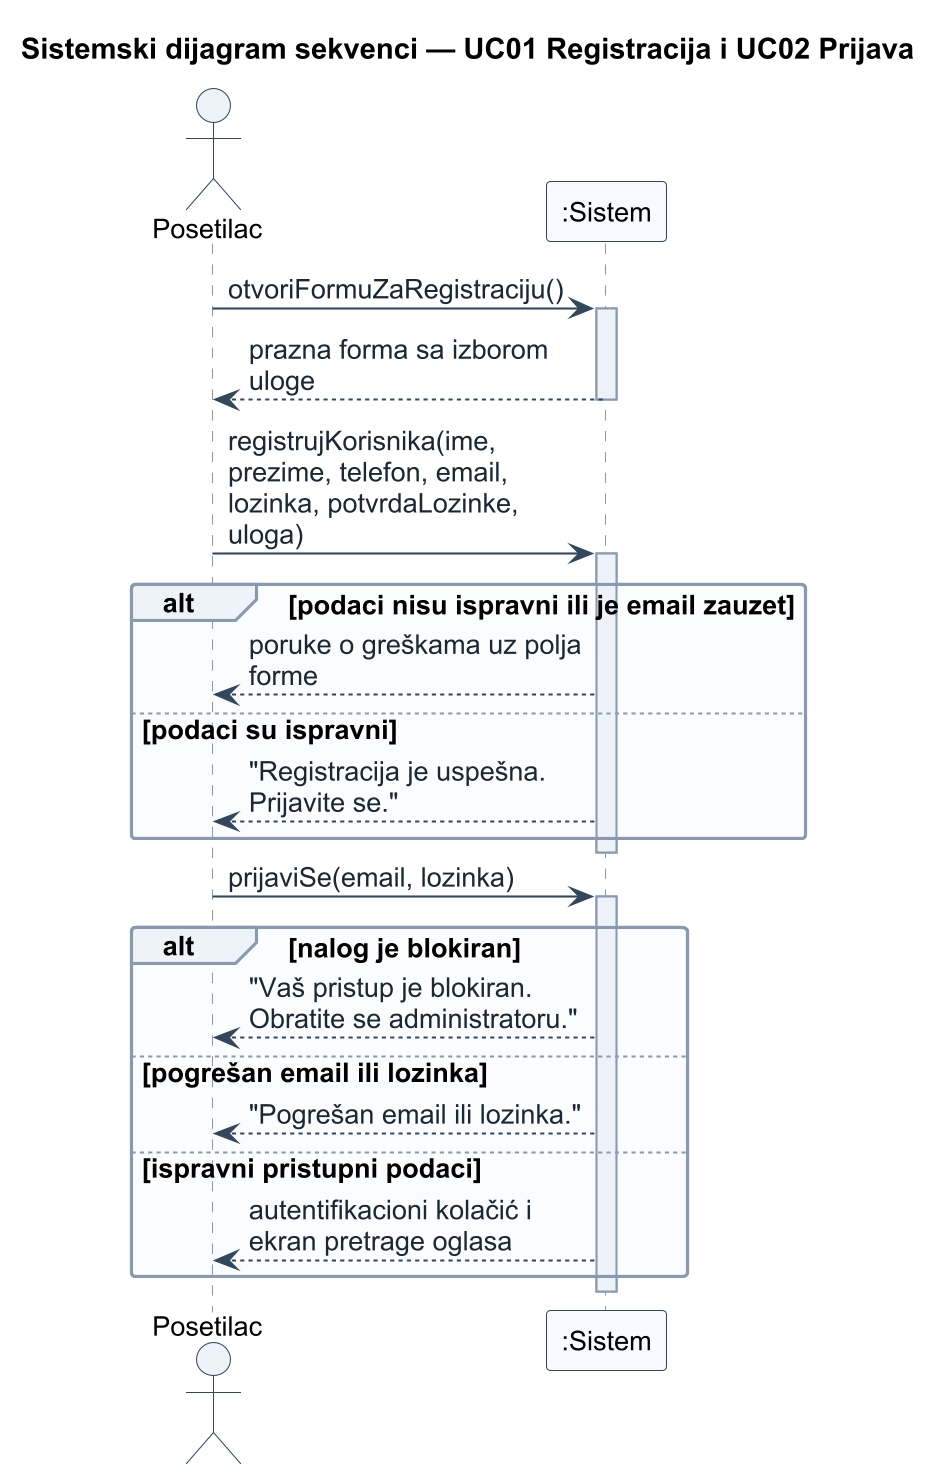 Sistemski dijagram sekvenci — UC01 Registracija i UC02 Prijava
Posetilac
:Sistem
otvoriFormuZaRegistraciju()
prazna forma sa izborom
uloge
registrujKorisnika(ime,
prezime, telefon, email,
lozinka, potvrdaLozinke,
uloga)
alt
[podaci nisu ispravni ili je email zauzet]
poruke o greškama uz polja
forme
[podaci su ispravni]
"Registracija je uspešna.
Prijavite se."
prijaviSe(email, lozinka)
alt
[nalog je blokiran]
"Vaš pristup je blokiran.
Obratite se administratoru."
[pogrešan email ili lozinka]
"Pogrešan email ili lozinka."
[ispravni pristupni podaci]
autentifikacioni kolačić i
ekran pretrage oglasa
Posetilac
:Sistem